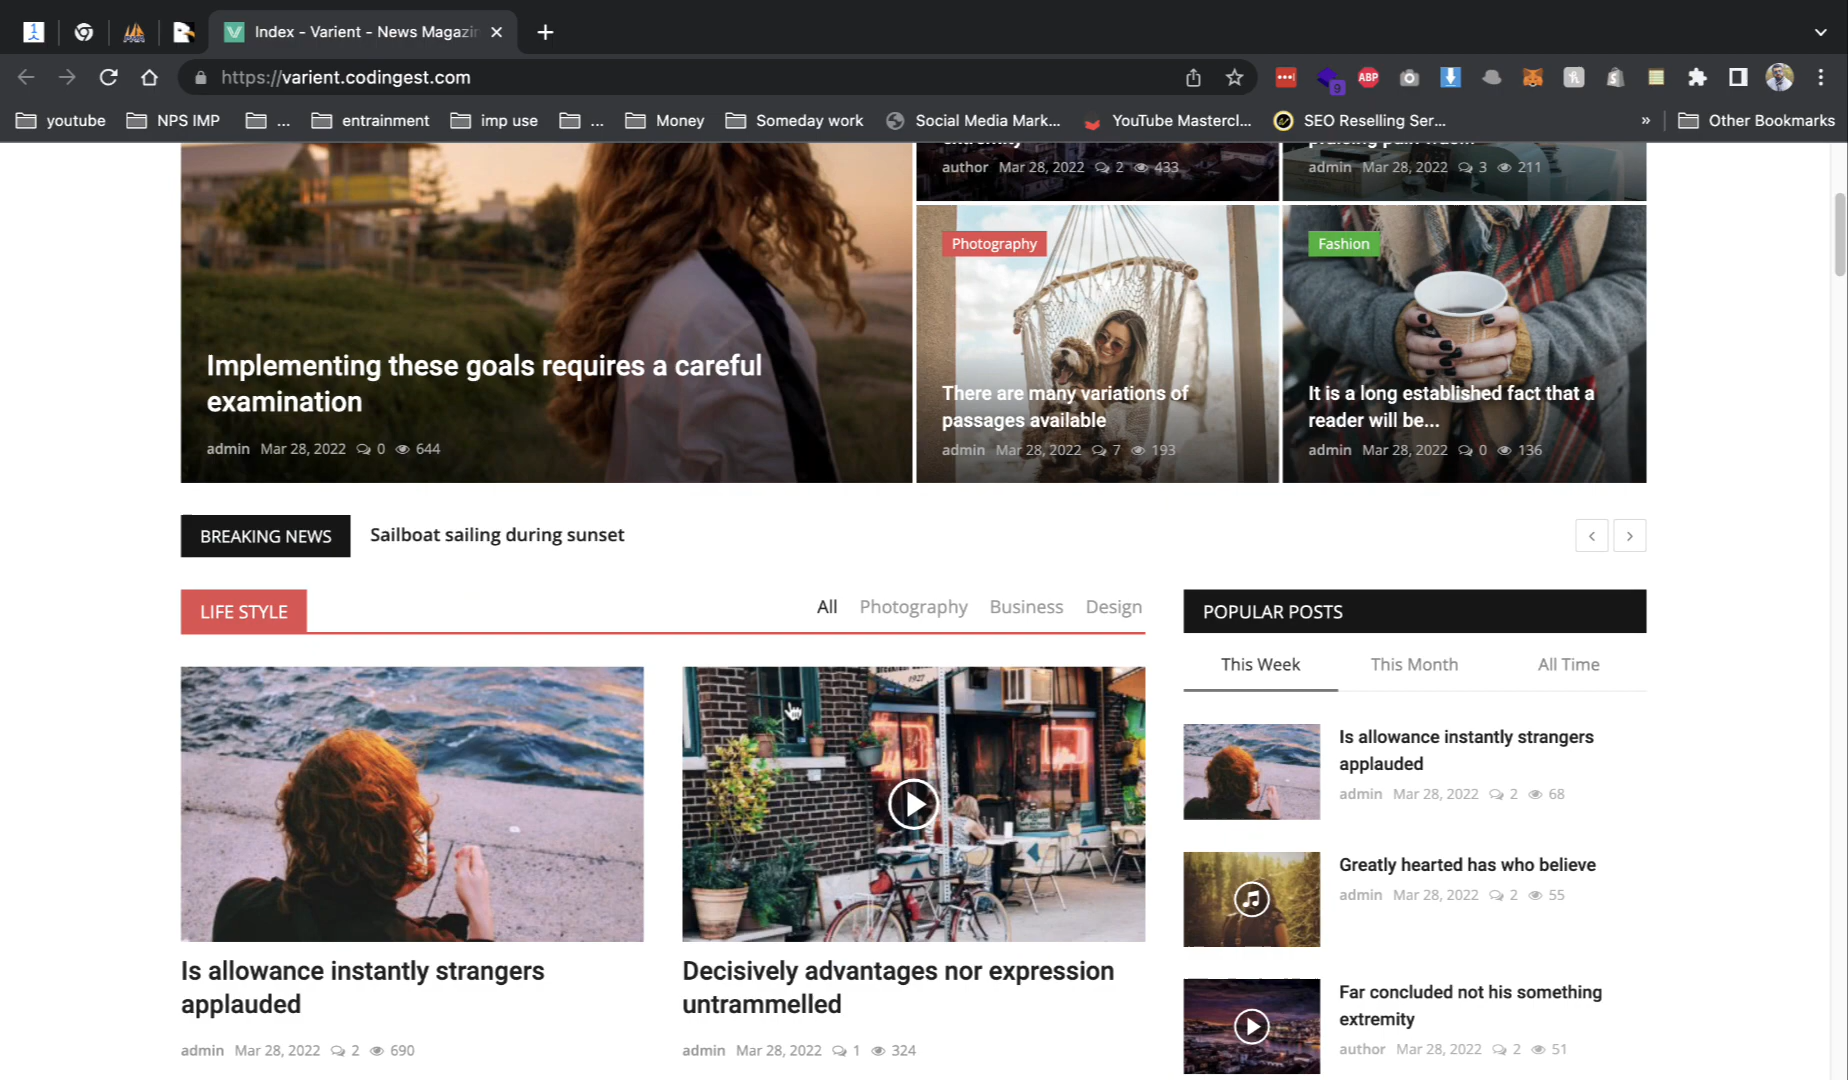 Index - Varient - News Magazin
https://varient.codingest.com
ABP
9
youtube
NPS IMP
...
entrainment
imp use
...
Money
Someday work
Social Media Mark...
YouTube Mastercl...
SEO Reselling Ser...
»
Other Bookmarks
extremity
author Mar 28, 2022 2 433
praising pain was...
admin Mar 28, 2022 3 211
Implementing these goals requires a careful
examination
admin Mar 28, 2022 0 644
Photography
There are many variations of
passages available
admin Mar 28, 2022 7 193
Fashion
It is a long established fact that a
reader will be...
admin Mar 28, 2022 0 136
BREAKING NEWS
Sailboat sailing during sunset
LIFE STYLE
All
Photography
Business
Design
Is allowance instantly strangers
applauded
admin Mar 28, 2022 2 690
Decisively advantages nor expression
untrammelled
admin Mar 28, 2022 1 324
POPULAR POSTS
This Week
This Month
All Time
Is allowance instantly strangers
applauded
admin Mar 28, 2022 2 68
Greatly hearted has who believe
admin Mar 28, 2022 2 55
Far concluded not his something
extremity
author Mar 28, 2022 2 51